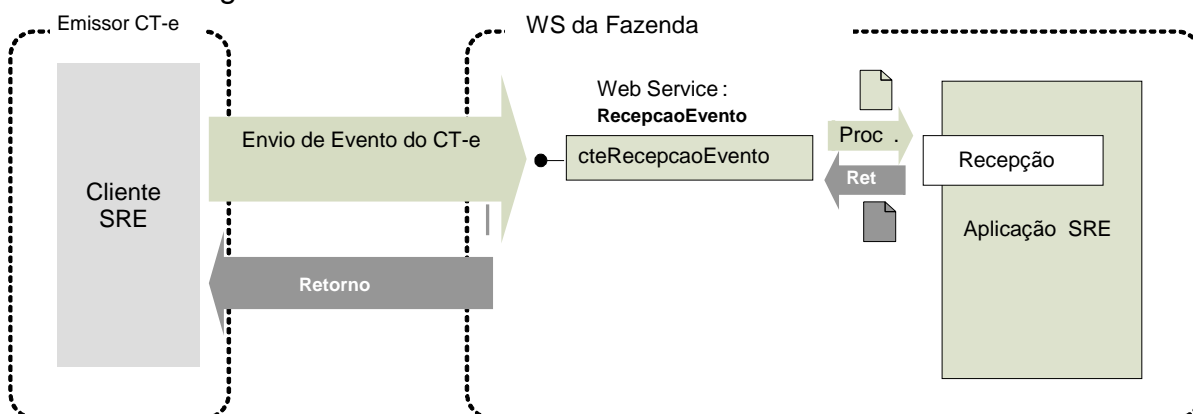 Emissor CT-e
WS da Fazenda
Web Service :
RecepcaoEvento
Envio de Evento do CT-e
cteRecepcaoEvento
Proc .
Ret
Recepção
Cliente
SRE
Aplicação SRE
Retorno